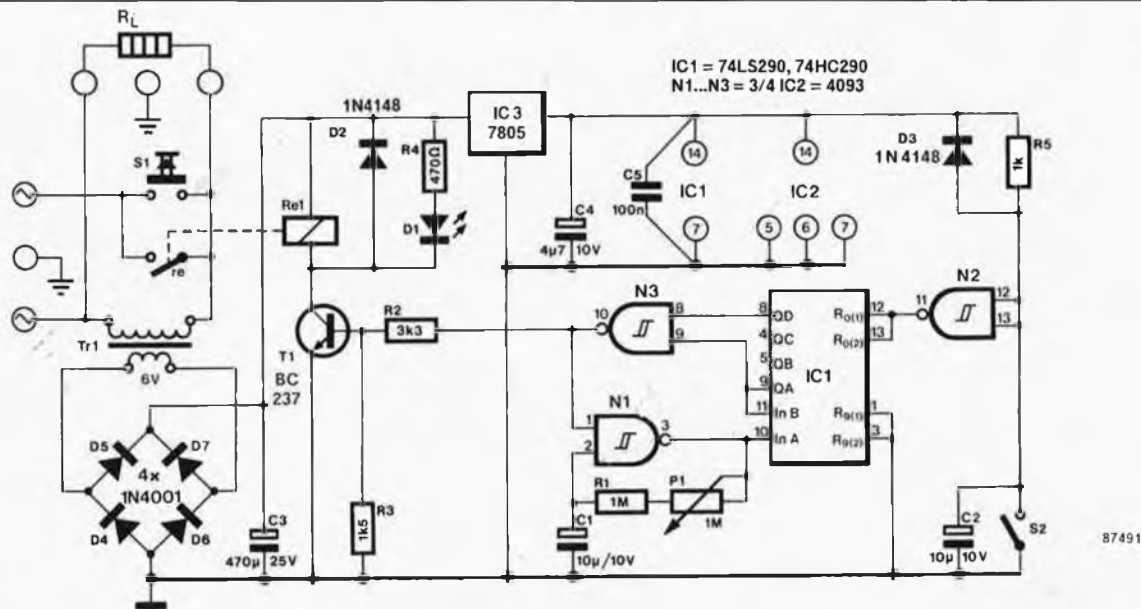 RL
S1
re
Tr1
6V
D5
D7
4x
1N4001
D4
D6
C3
470µ
25V
Re1
1N4148
D2
R4
470Ω
D1
T1
BC
237
R2
3k3
R3
1k5
IC 3
7805
C4
4µ7
10V
IC1 = 74LS290, 74HC290
N1...N3 = 3/4 IC2 = 4093
C5
100n
14
IC1
7
14
IC2
5
6
7
D3
1N4148
R5
1k
N3
10
8
9
N1
1
2
3
R1
1M
P1
1M
C1
10µ/10V
8
4
5
9
11
10
QD
QC
QB
QA
In B
In A
IC1
R0(1)
R0(2)
R9(1)
R9(2)
12
13
1
3
N2
11
12
13
C2
10µ
10V
S2
87491